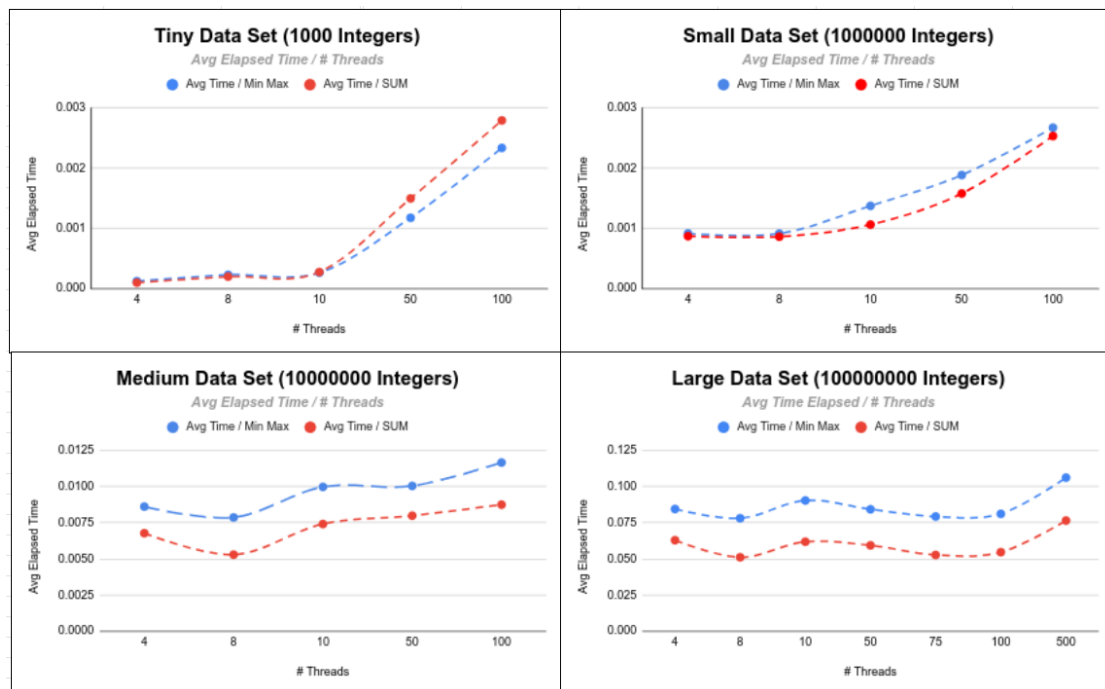 Tiny Data Set (1000 Integers)
Avg Elapsed Time / # Threads
Avg Time / Min Max
Avg Time / SUM
0.003
0.002
0.001
0.000
Avg Elapsed Time
4
8
10
50
100
# Threads
Small Data Set (1000000 Integers)
Avg Elapsed Time / # Threads
Avg Time / Min Max
Avg Time / SUM
0.003
0.002
0.001
0.000
Avg Elapsed Time
4
8
10
50
100
# Threads
Medium Data Set (10000000 Integers)
Avg Elapsed Time / # Threads
Avg Time / Min Max
Avg Time / SUM
0.0125
0.0100
0.0075
0.0050
0.0025
0.0000
Avg Elapsed Time
4
8
10
50
100
# Threads
Large Data Set (100000000 Integers)
Avg Time Elapsed / # Threads
Avg Time / Min Max
Avg Time / SUM
0.125
0.100
0.075
0.050
0.025
0.000
Avg Elapsed Time
4
8
10
50
75
100
500
# Threads